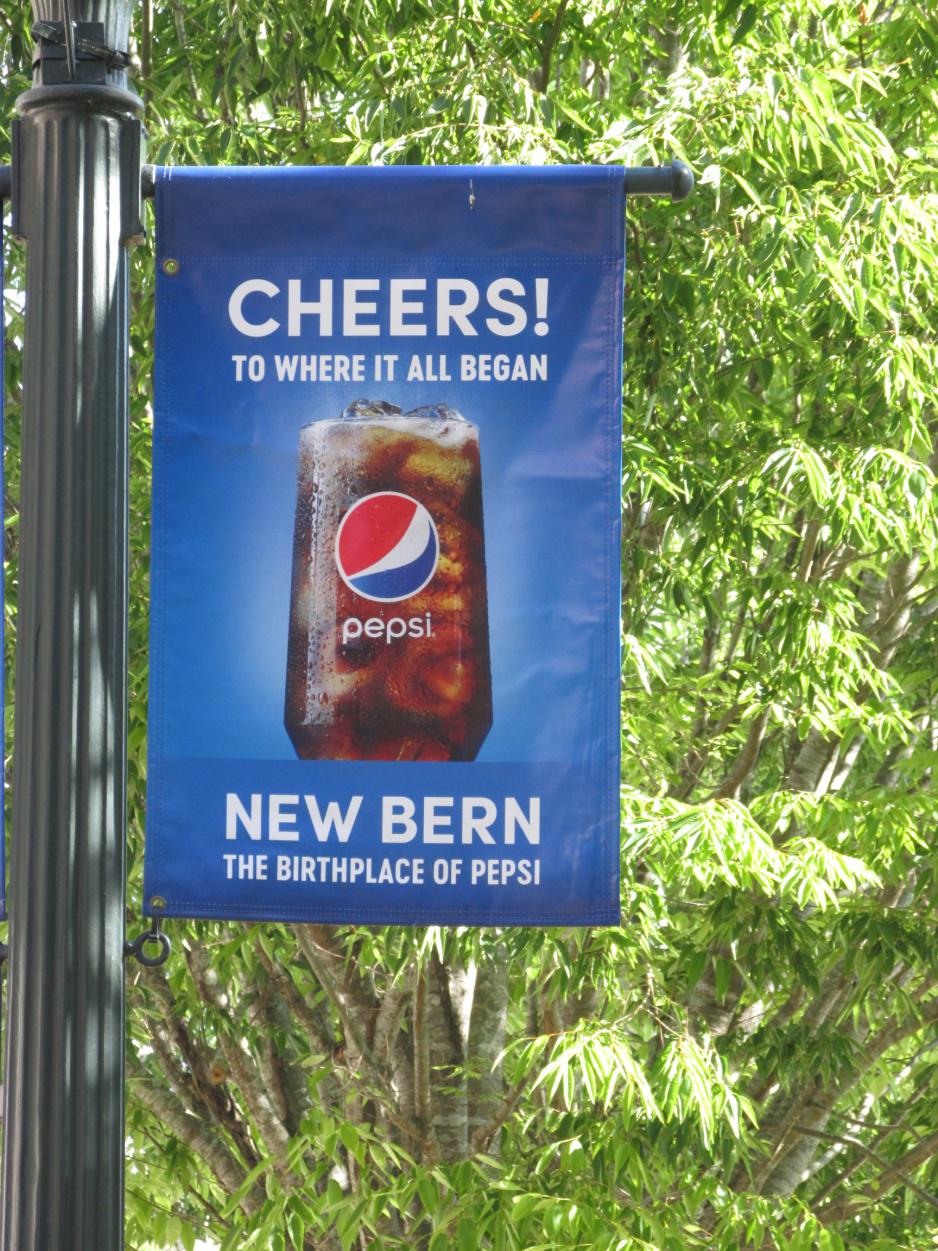 CHEERS!
TO WHERE IT ALL BEGAN
pepsi
NEW BERN
THE BIRTHPLACE OF PEPSI